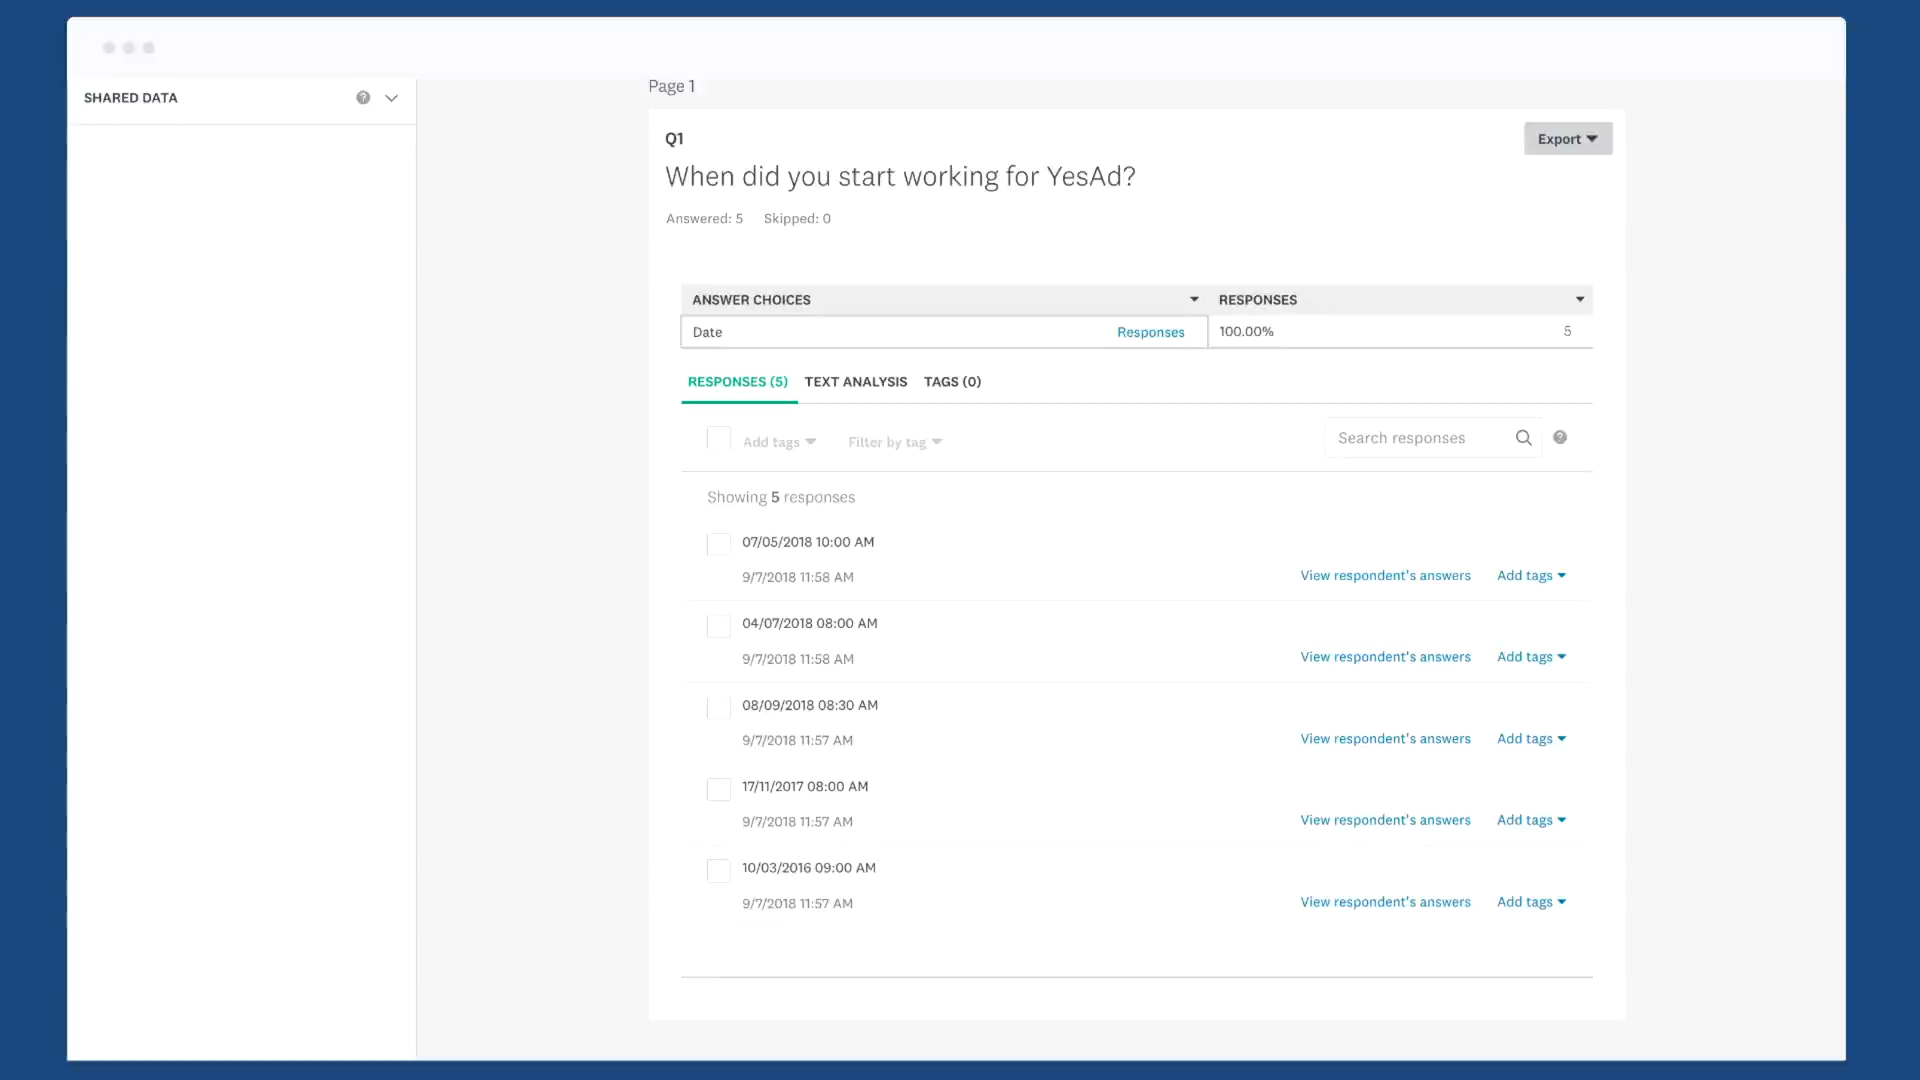 SHARED DATA
Page 1
Q1
Export
When did you start working for YesAd?
Answered: 5 Skipped: 0
ANSWER CHOICES RESPONSES
Date Responses 100.00% 5
RESPONSES (5) TEXT ANALYSIS TAGS (0)
Add tags Filter by tag Search responses
Showing 5 responses
07/05/2018 10:00 AM
9/7/2018 11:58 AM View respondent's answers Add tags
04/07/2018 08:00 AM
9/7/2018 11:58 AM View respondent's answers Add tags
08/09/2018 08:30 AM
9/7/2018 11:57 AM View respondent's answers Add tags
17/11/2017 08:00 AM
9/7/2018 11:57 AM View respondent's answers Add tags
10/03/2016 09:00 AM
9/7/2018 11:57 AM View respondent's answers Add tags